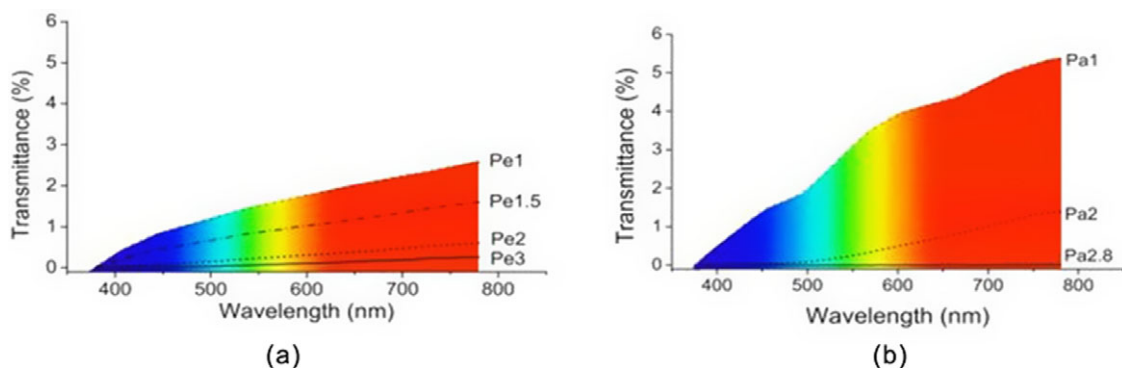 6
5
4
3
2
1
0
Transmittance (%)
400 500 600 700 800
Wavelength (nm)
Pe1
Pe1.5
Pe2
Pe3
(a)
6
5
4
3
2
1
0
Transmittance (%)
400 500 600 700 800
Wavelength (nm)
Pa1
Pa2
Pa2.8
(b)